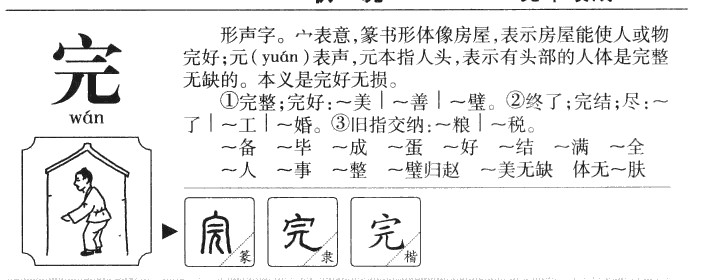 完
wán
形声字。宀表意,篆书形体像房屋,表示房屋能使人或物
完好;元(yuán)表声,元本指人头,表示有头部的人体是完整
无缺的。本义是完好无损。
①完整;完好:～美｜～善｜～璧。②终了;完结;尽:～
了｜～工｜～婚。③旧指交纳:～粮｜～税。
～备 ～毕 ～成 ～蛋 ～好 ～结 ～满 ～全
～人 ～事 ～整 ～璧归赵 ～美无缺 体无～肤
完 篆 完 隶 完 楷